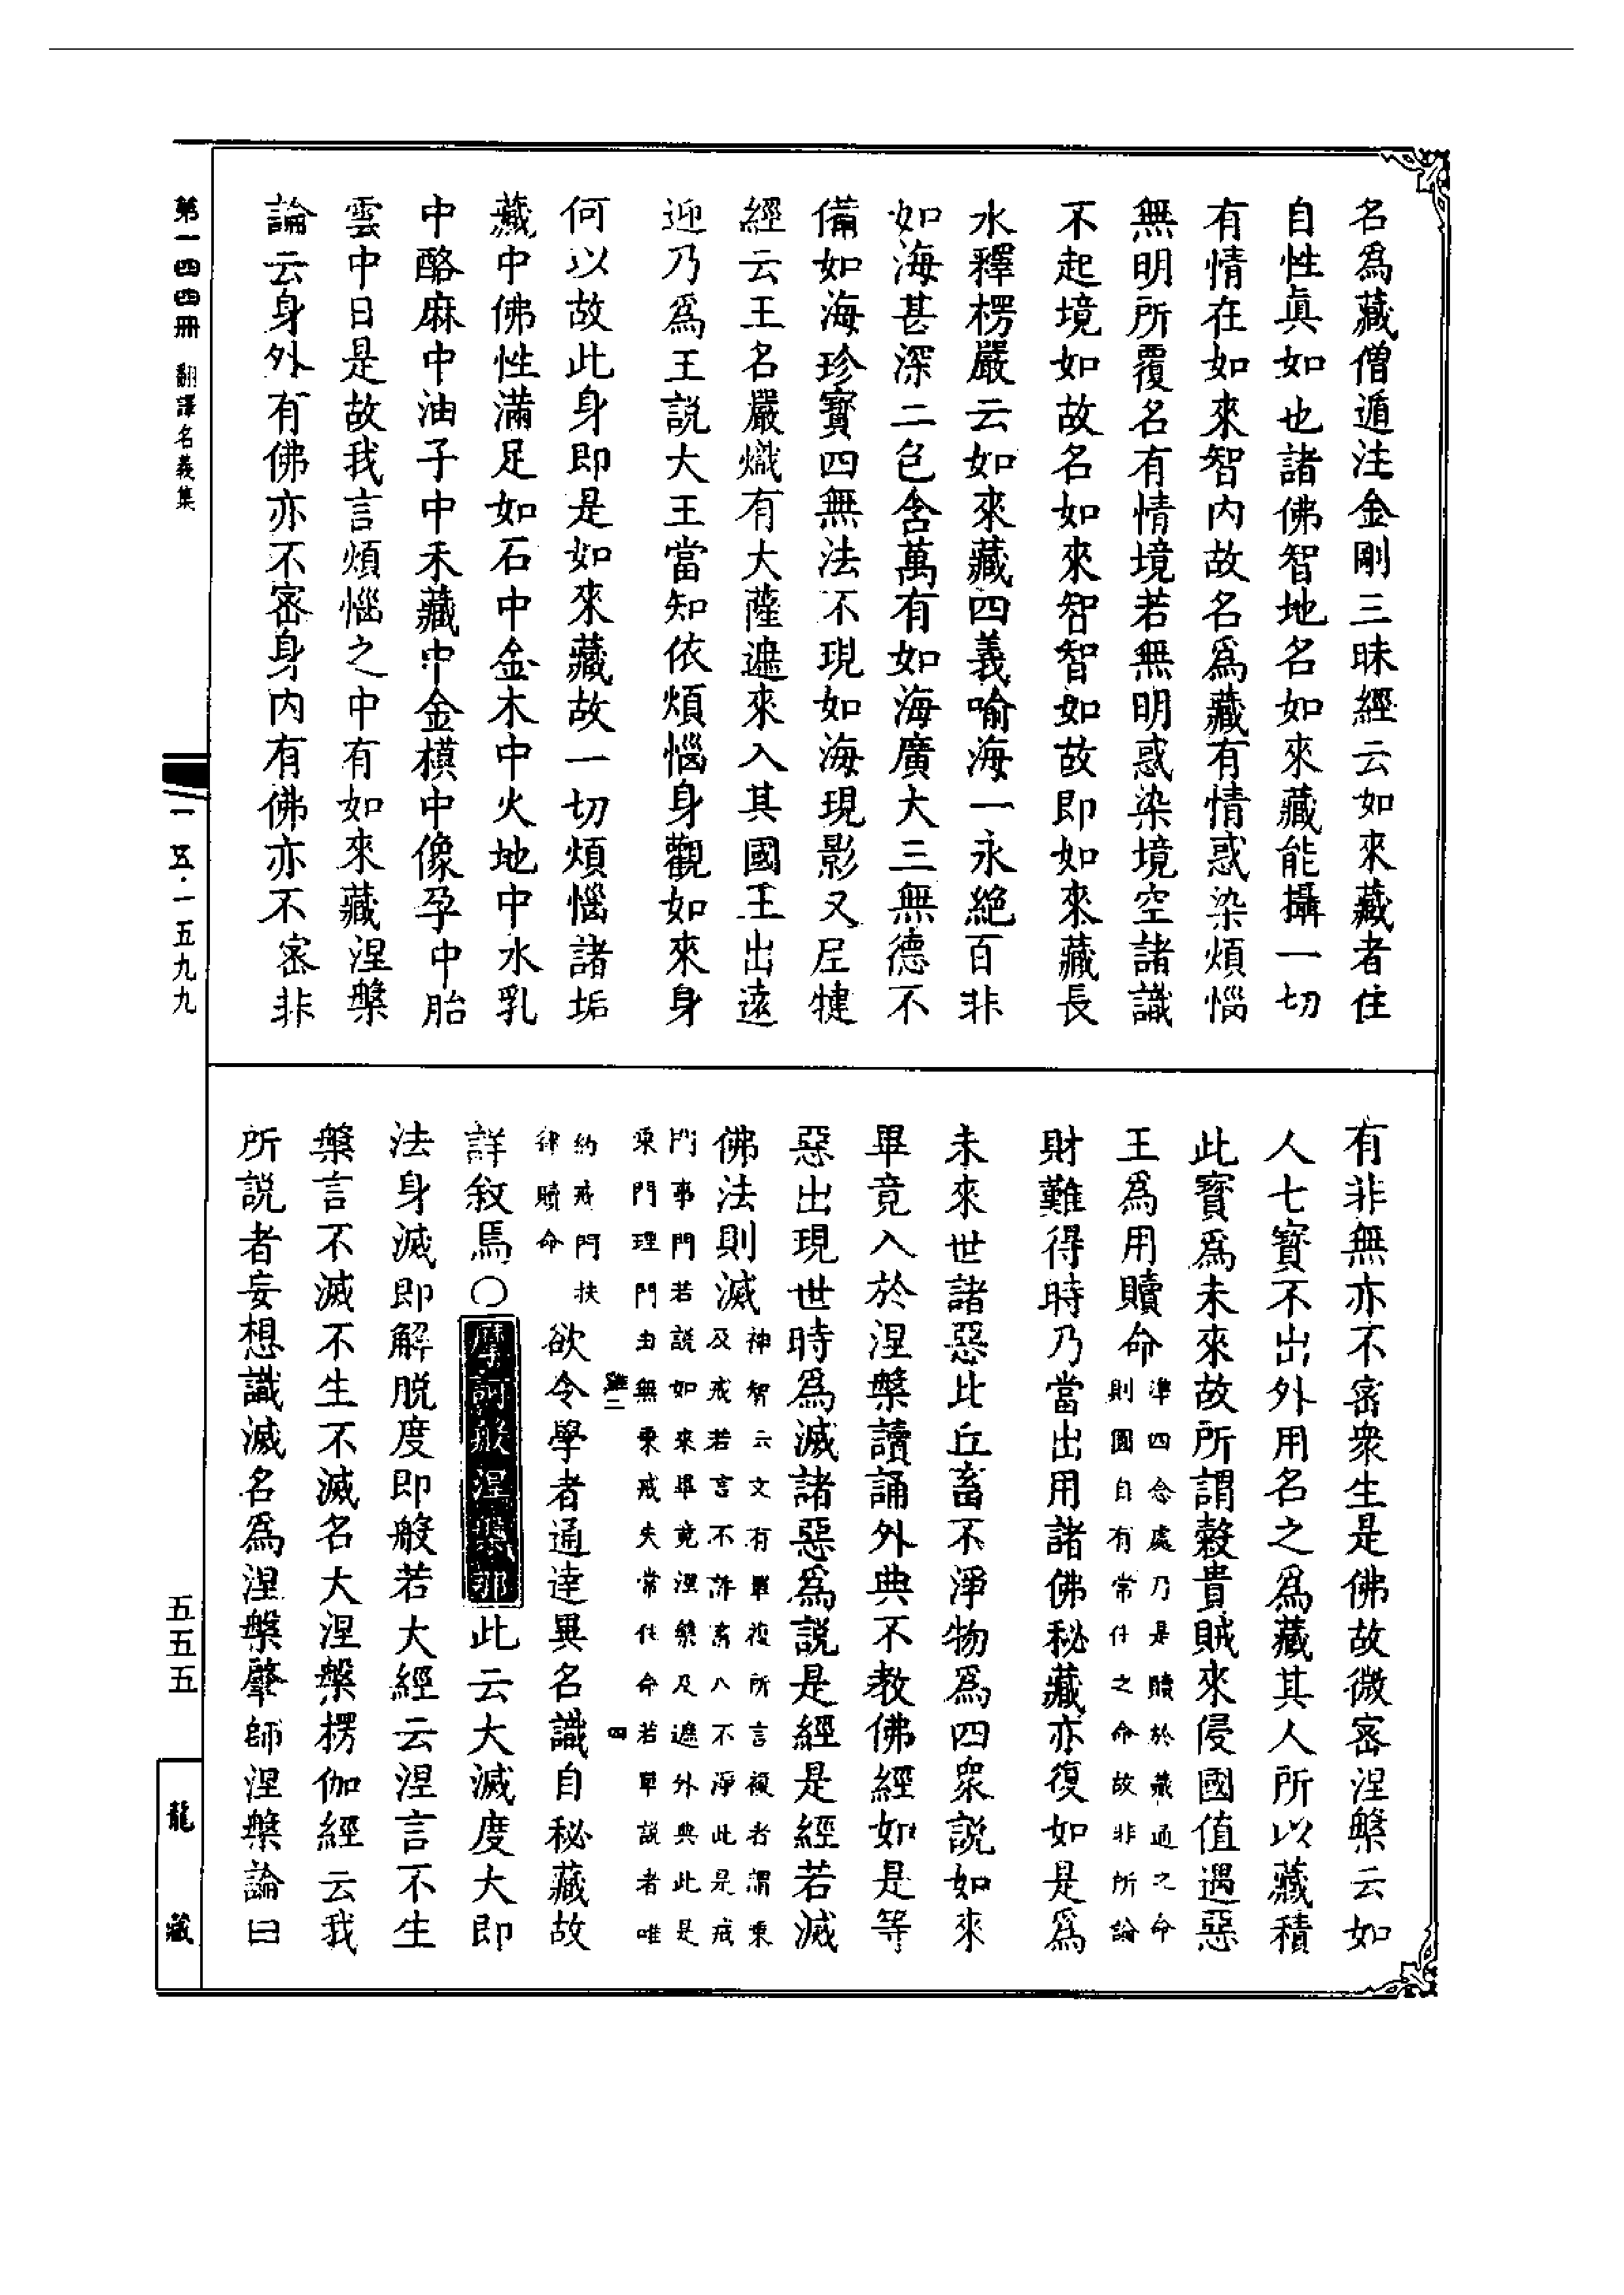 名爲藏僧遁注金剛三昧經云如來藏者住
自性眞如也諸佛智地名如來藏能攝一切
有情在如來智內故名爲藏有情惑染煩惱
無明所覆名有情境若無明惑染境空諸識
不起境如故名如來智智如故即如來藏長
水釋楞嚴云如來藏四義喻海一永絕百非
如海甚深二包含萬有如海廣大三無德不
備如海珍寶四無法不現如海現影又尼犍
經云王名嚴熾有大薩遮來入其國王出遠
迎乃爲王說大王當知依煩惱身觀如來身
何以故此身即是如來藏故一切煩惱諸垢
藏中佛性滿足如石中金木中火地中水乳
中酪麻中油子中禾藏中金模中像孕中胎
雲中日是故我言煩惱之中有如來藏涅槃
論云身外有佛亦不密身內有佛亦不密非
有非無亦不密衆生是佛故微密涅槃云如
人七寶不出外用名之爲藏其人所以藏積
此寶爲未來故所謂穀貴賊來侵國值遇惡
王爲用贖命準四念處乃是贖於藏通之命
則圓自有常住之命故非所論
財難得時乃當出用諸佛秘藏亦復如是爲
未來世諸惡比丘畜不淨物爲四衆說如來
畢竟入於涅槃讀誦外典不敎佛經如是等
惡出現世時爲滅諸惡爲說是經是經若滅
佛法則滅神智云文有單複所言複者謂乘
及戒若言不許畜八不淨此是戒
門事門若說如來畢竟涅槃及遮外典此是
乘門理門由無乘戒失常住命若單說者唯
約戒門扶
律贖命
欲令學者通達異名識自秘藏故
詳敘焉○摩訶般涅槃那此云大滅度大即
法身滅即解脫度即般若大經云涅言不生
槃言不滅不生不滅名大涅槃楞伽經云我
所說者妄想識滅名爲涅槃肇師涅槃論曰
第一四四冊 翻譯名義集
一一五·一五九九
五五五
龍藏
二
四